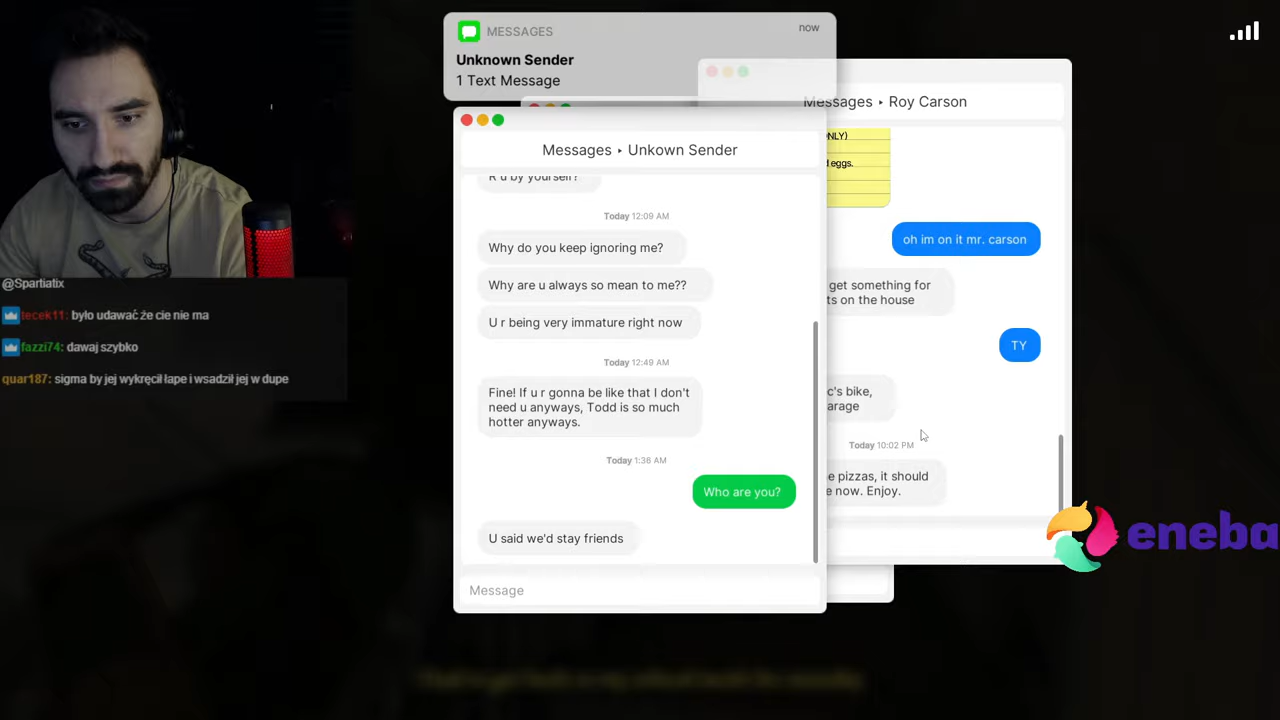 MESSAGES
now
Unknown Sender
1 Text Message
Messages ‣ Roy Carson
Messages ‣ Unkown Sender
R u by yourself?
Today 12:09 AM
Why do you keep ignoring me?
Why are u always so mean to me??
U r being very immature right now
Today 12:49 AM
Fine! If u r gonna be like that I don't
need u anyways, Todd is so much
hotter anyways.
Today 1:36 AM
Who are you?
U said we'd stay friends
Message
NLY)
d eggs.
oh im on it mr. carson
get something for
ts on the house
TY
c's bike,
arage
Today 10:02 PM
e pizzas, it should
e now. Enjoy.
eneba
@Spartiatix
tecek11: było udawać że cie nie ma
fazzi74: dawaj szybko
quar187: sigma by jej wykręcił łape i wsadził jej w dupe